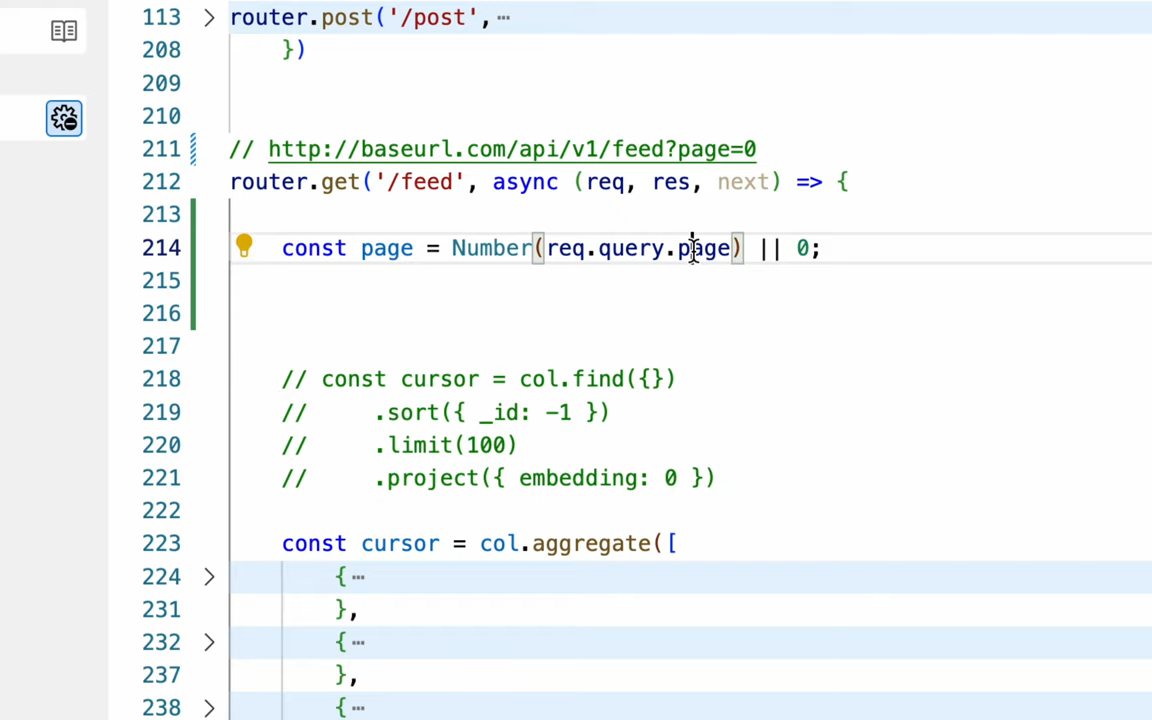 113 > router.post('/post', ⋯
208 })
209
210
211 // http://baseurl.com/api/v1/feed?page=0
212 router.get('/feed', async (req, res, next) => {
213
214 const page = Number(req.query.page) || 0;
215
216
217
218 // const cursor = col.find({})
219 //     .sort({ _id: -1 })
220 //     .limit(100)
221 //     .project({ embedding: 0 })
222
223 const cursor = col.aggregate([
224 > { ⋯
231 },
232 > { ⋯
237 },
238 > { ⋯